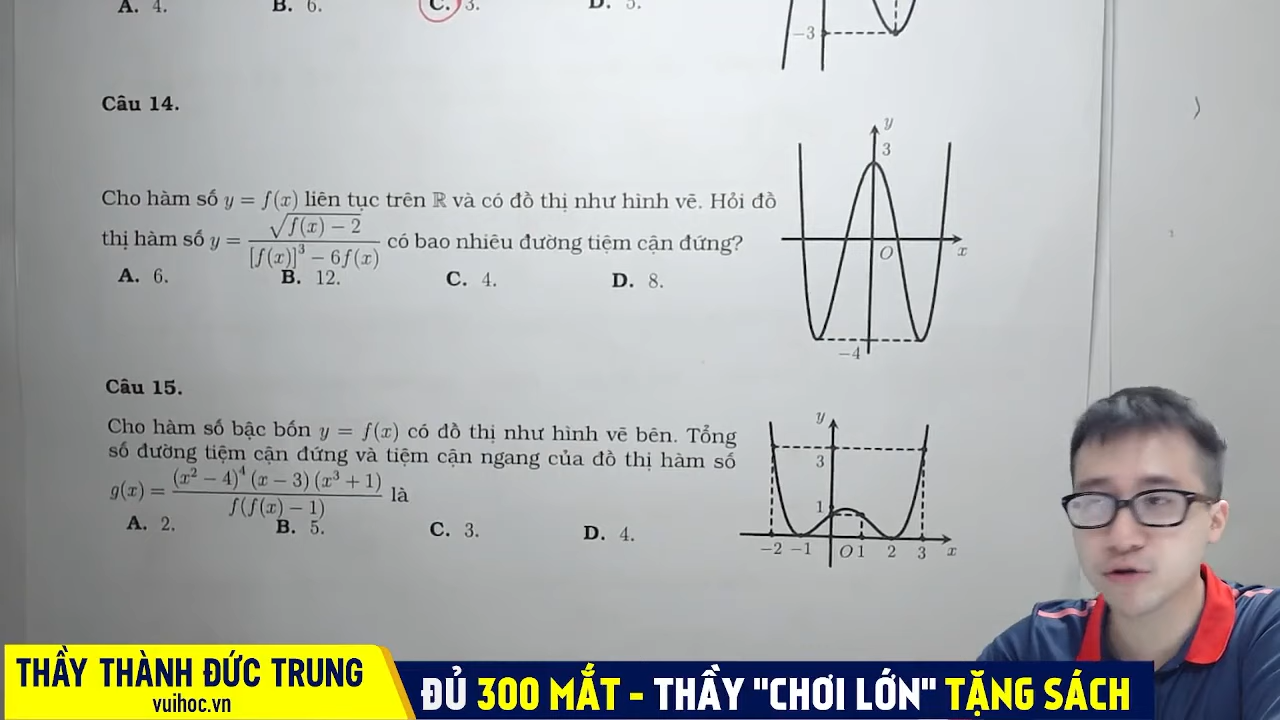 A. 4. B. 6. C. 3. D. 5.
−3
Câu 14.
Cho hàm số y = f(x) liên tục trên ℝ và có đồ thị như hình vẽ. Hỏi đồ
thị hàm số y = √(f(x) − 2) / ([f(x)]³ − 6f(x)) có bao nhiêu đường tiệm cận đứng?
A. 6. B. 12. C. 4. D. 8.
y
3
O
x
−4
Câu 15.
Cho hàm số bậc bốn y = f(x) có đồ thị như hình vẽ bên. Tổng
số đường tiệm cận đứng và tiệm cận ngang của đồ thị hàm số
g(x) = (x² − 4)⁴ (x − 3) (x³ + 1) / f(f(x) − 1) là
A. 2. B. 5. C. 3. D. 4.
y
3
1
−2 −1 O 1 2 3 x
THẦY THÀNH ĐỨC TRUNG
vuihoc.vn
ĐỦ 300 MẮT - THẦY "CHƠI LỚN" TẶNG SÁCH